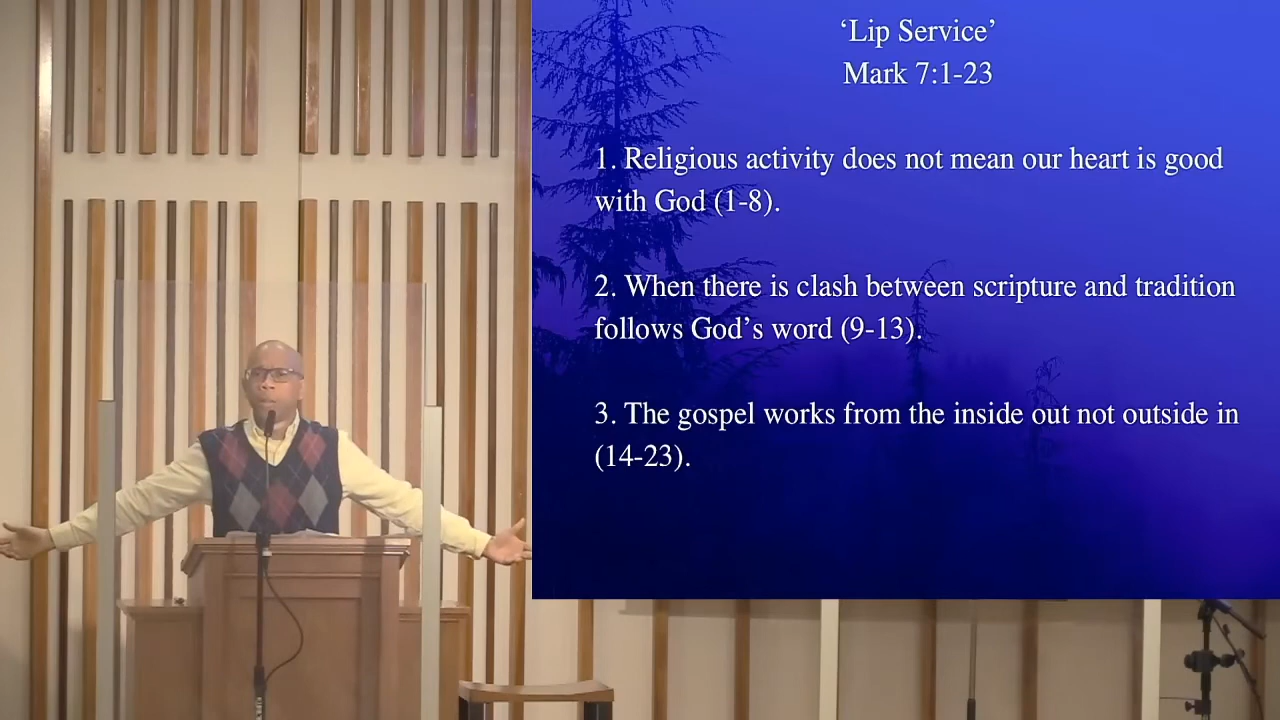 ‘Lip Service’
Mark 7:1-23
1. Religious activity does not mean our heart is good
with God (1-8).
2. When there is clash between scripture and tradition
follows God’s word (9-13).
3. The gospel works from the inside out not outside in
(14-23).